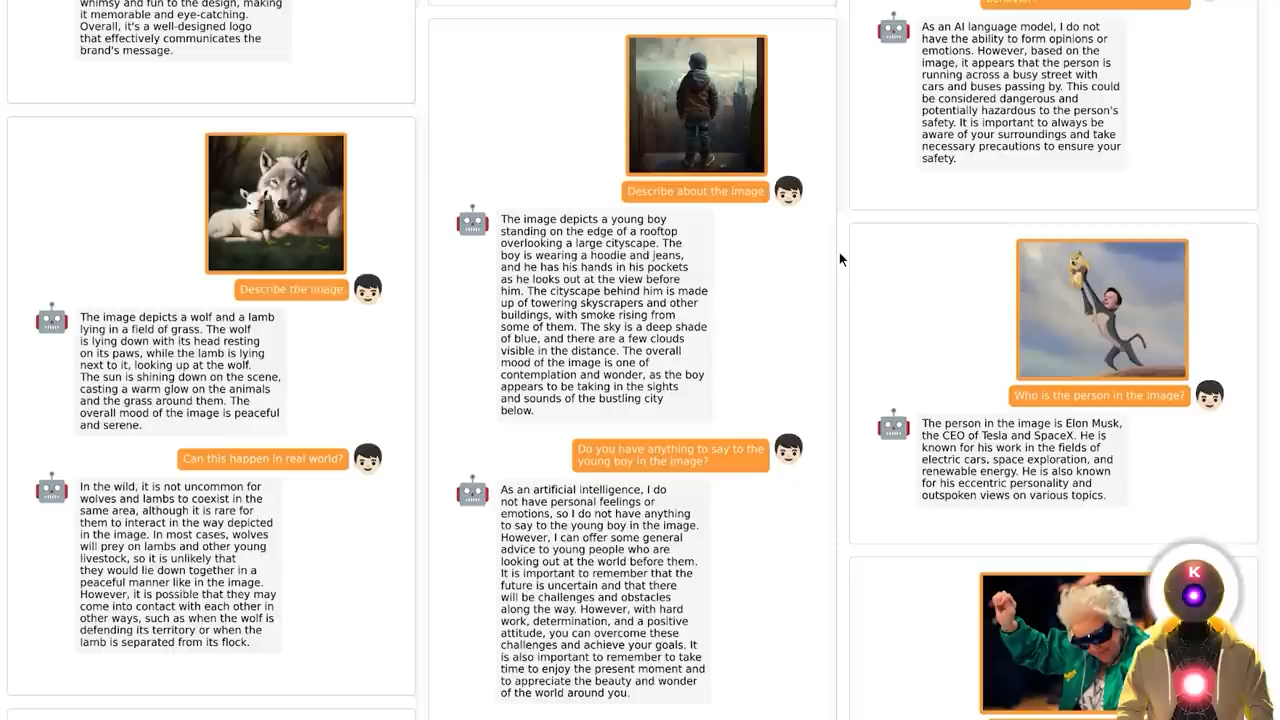 whimsy and fun to the design, making
it memorable and eye-catching.
Overall, it's a well-designed logo
that effectively communicates the
brand's message.
Describe the image
The image depicts a wolf and a lamb
lying in a field of grass. The wolf
is lying down with its head resting
on its paws, while the lamb is lying
next to it, looking up at the wolf.
The sun is shining down on the scene,
casting a warm glow on the animals
and the grass around them. The
overall mood of the image is peaceful
and serene.
Can this happen in real world?
In the wild, it is not uncommon for
wolves and lambs to coexist in the
same area, although it is rare for
them to interact in the way depicted
in the image. In most cases, wolves
will prey on lambs and other young
livestock, so it is unlikely that
they would lie down together in a
peaceful manner like in the image.
However, it is possible that they may
come into contact with each other in
other ways, such as when the wolf is
defending its territory or when the
lamb is separated from its flock.
Describe about the image
The image depicts a young boy
standing on the edge of a rooftop
overlooking a large cityscape. The
boy is wearing a hoodie and jeans,
and he has his hands in his pockets
as he looks out at the view before
him. The cityscape behind him is made
up of towering skyscrapers and other
buildings, with smoke rising from
some of them. The sky is a deep shade
of blue, and there are a few clouds
visible in the distance. The overall
mood of the image is one of
contemplation and wonder, as the boy
appears to be taking in the sights
and sounds of the bustling city
below.
Do you have anything to say to the
young boy in the image?
As an artificial intelligence, I do
not have personal feelings or
emotions, so I do not have anything
to say to the young boy in the image.
However, I can offer some general
advice to young people who are
looking out at the world before them.
It is important to remember that the
future is uncertain and that there
will be challenges and obstacles
along the way. However, with hard
work, determination, and a positive
attitude, you can overcome these
challenges and achieve your goals. It
is also important to remember to take
time to enjoy the present moment and
to appreciate the beauty and wonder
of the world around you.
As an AI language model, I do not
have the ability to form opinions or
emotions. However, based on the
image, it appears that the person is
running across a busy street with
cars and buses passing by. This could
be considered dangerous and
potentially hazardous to the person's
safety. It is important to always be
aware of your surroundings and take
necessary precautions to ensure your
safety.
Who is the person in the image?
The person in the image is Elon Musk,
the CEO of Tesla and SpaceX. He is
known for his work in the fields of
electric cars, space exploration, and
renewable energy. He is also known
for his eccentric personality and
outspoken views on various topics.
K